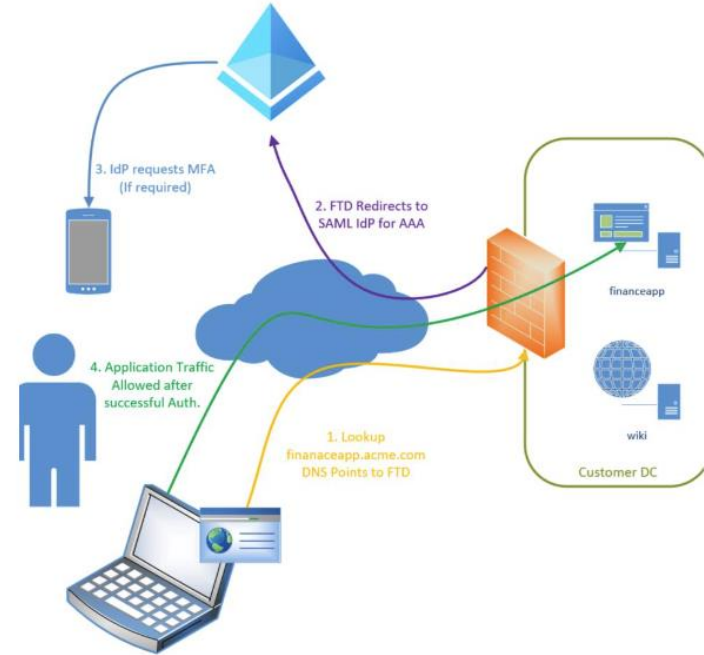 3. IdP requests MFA
(If required)
2. FTD Redirects to
SAML IdP for AAA
financeapp
4. Application Traffic
Allowed after
successful Auth.
1. Lookup
finanaceapp.acme.com
DNS Points to FTD
wiki
Customer DC